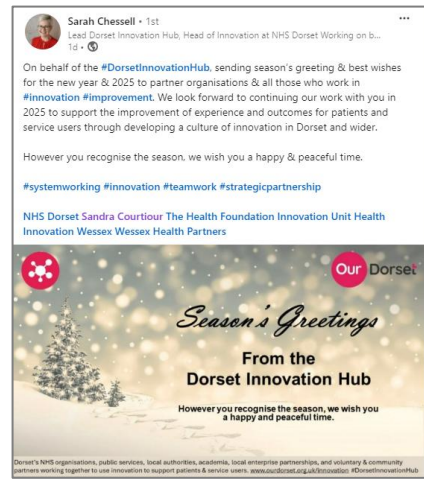 Sarah Chessell • 1st
Lead Dorset Innovation Hub, Head of Innovation at NHS Dorset Working on b...
1d •
On behalf of the #DorsetInnovationHub, sending season's greeting & best wishes
for the new year & 2025 to partner organisations & all those who work in
#innovation #improvement. We look forward to continuing our work with you in
2025 to support the improvement of experience and outcomes for patients and
service users through developing a culture of innovation in Dorset and wider.
However you recognise the season, we wish you a happy & peaceful time.
#systemworking #innovation #teamwork #strategicpartnership
NHS Dorset Sandra Courtiour The Health Foundation Innovation Unit Health
Innovation Wessex Wessex Health Partners
Our Dorset
Season's Greetings
From the
Dorset Innovation Hub
However you recognise the season, we wish you
a happy and peaceful time.
Dorset's NHS organisations, public services, local authorities, academia, local enterprise partnerships, and voluntary & community
partners working together to use innovation to support patients & service users. www.ourdorset.org.uk/innovation #DorsetInnovationHub